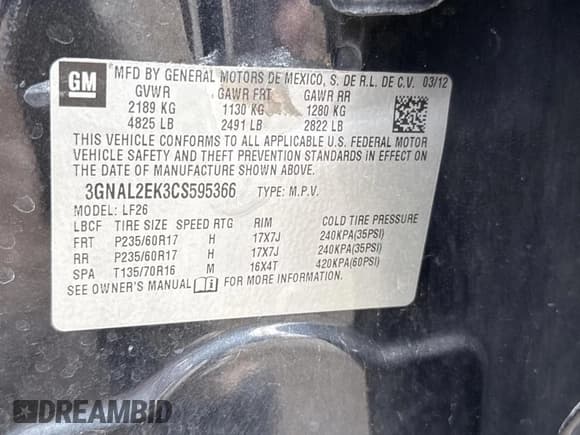 GM
MFD BY GENERAL MOTORS DE MEXICO, S. DE R.L. DE C.V. 03/12
GVWR GAWR FRT GAWR RR
2189 KG 1130 KG 1280 KG
4825 LB 2491 LB 2822 LB
THIS VEHICLE CONFORMS TO ALL APPLICABLE U.S. FEDERAL MOTOR
VEHICLE SAFETY AND THEFT PREVENTION STANDARDS IN EFFECT ON
THE DATE OF MANUFACTURE SHOWN ABOVE.
3GNAL2EK3CS595366 TYPE: M.P.V.
MODEL: LF26
LBCF TIRE SIZE SPEED RTG RIM COLD TIRE PRESSURE
FRT P235/60R17 H 17X7J 240KPA(35PSI)
RR P235/60R17 H 17X7J 240KPA(35PSI)
SPA T135/70R16 M 16X4T 420KPA(60PSI)
SEE OWNER'S MANUAL FOR MORE INFORMATION.
DREAMBID